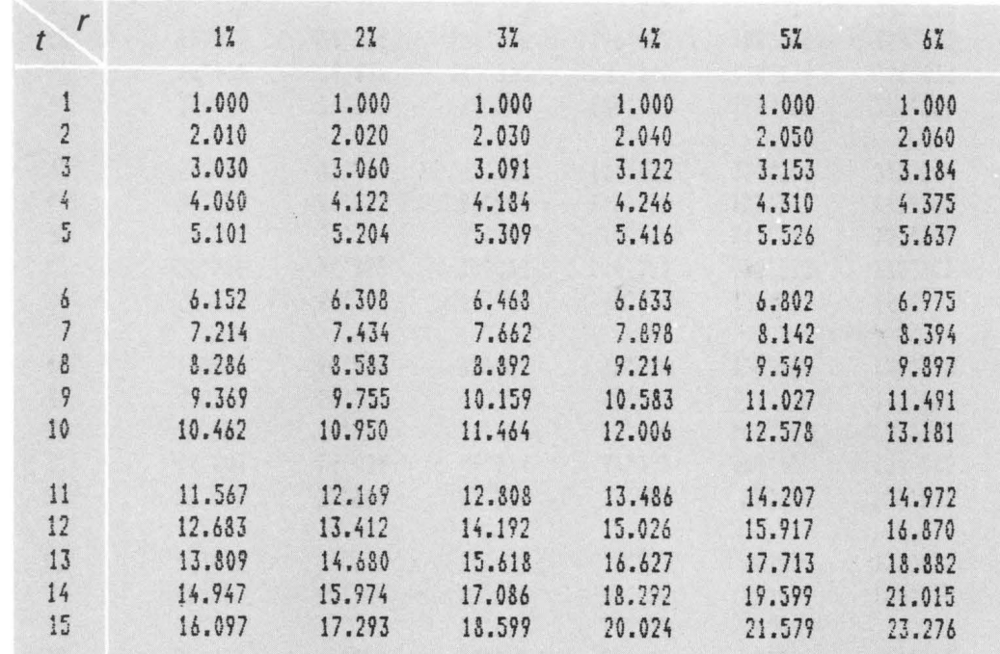 t r 1% 2% 3% 4% 5% 6%
1 1.000 1.000 1.000 1.000 1.000 1.000
2 2.010 2.020 2.030 2.040 2.050 2.060
3 3.030 3.060 3.091 3.122 3.153 3.184
4 4.060 4.122 4.184 4.246 4.310 4.375
5 5.101 5.204 5.309 5.416 5.526 5.637
6 6.152 6.308 6.468 6.633 6.802 6.975
7 7.214 7.434 7.662 7.898 8.142 8.394
8 8.286 8.583 8.892 9.214 9.549 9.897
9 9.369 9.755 10.159 10.583 11.027 11.491
10 10.462 10.950 11.464 12.006 12.578 13.181
11 11.567 12.169 12.808 13.486 14.207 14.972
12 12.683 13.412 14.192 15.026 15.917 16.870
13 13.809 14.680 15.618 16.627 17.713 18.882
14 14.947 15.974 17.086 18.292 19.599 21.015
15 16.097 17.293 18.599 20.024 21.579 23.276